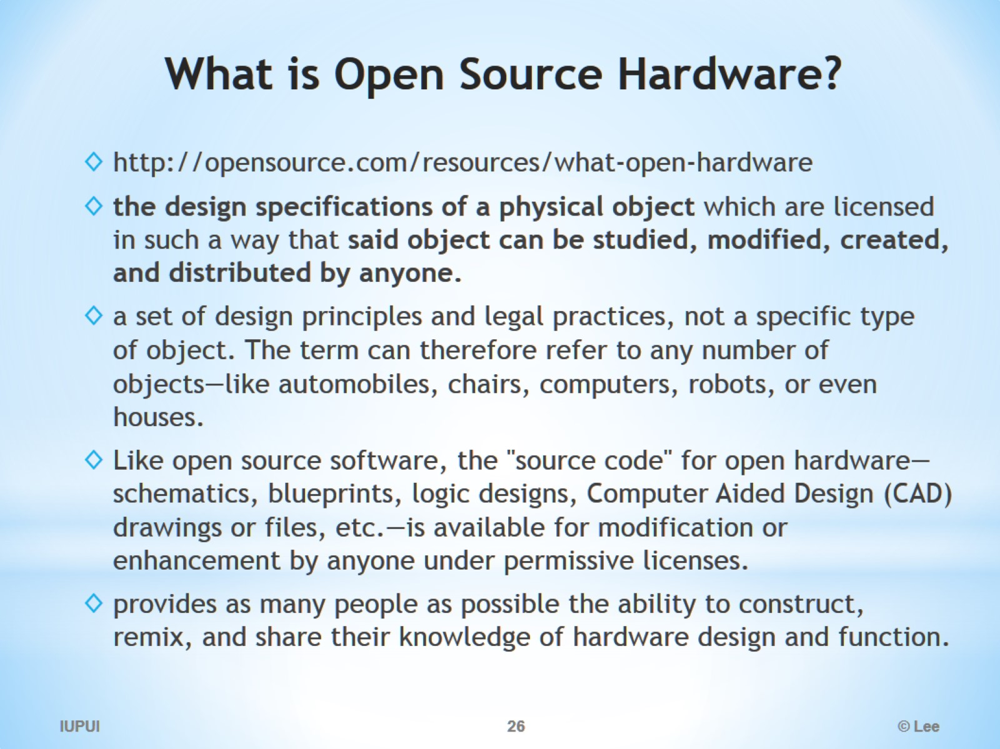 What is Open Source Hardware?
http://opensource.com/resources/what-open-hardware
the design specifications of a physical object which are licensed
in such a way that said object can be studied, modified, created,
and distributed by anyone.
a set of design principles and legal practices, not a specific type
of object. The term can therefore refer to any number of
objects—like automobiles, chairs, computers, robots, or even
houses.
Like open source software, the "source code" for open hardware—
schematics, blueprints, logic designs, Computer Aided Design (CAD)
drawings or files, etc.—is available for modification or
enhancement by anyone under permissive licenses.
provides as many people as possible the ability to construct,
remix, and share their knowledge of hardware design and function.
IUPUI 26 © Lee